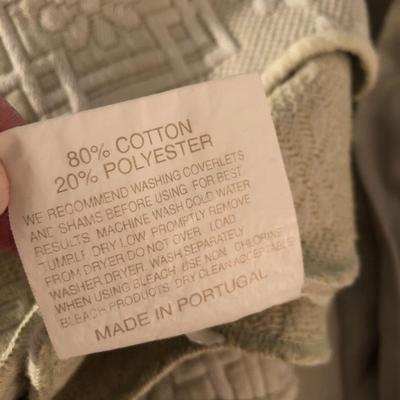 80% COTTON
20% POLYESTER
WE RECOMMEND WASHING COVERLETS
AND SHAMS BEFORE USING FOR BEST
RESULTS MACHINE WASH COLD WATER
TUMBLE DRY LOW PROMPTLY REMOVE
FROM DRYER DO NOT OVER LOAD
WASHER DRYER WASH SEPARATELY
WHEN USING BLEACH USE NON CHLORINE
BLEACH PRODUCTS DRY CLEAN ACCEPTABLE
MADE IN PORTUGAL